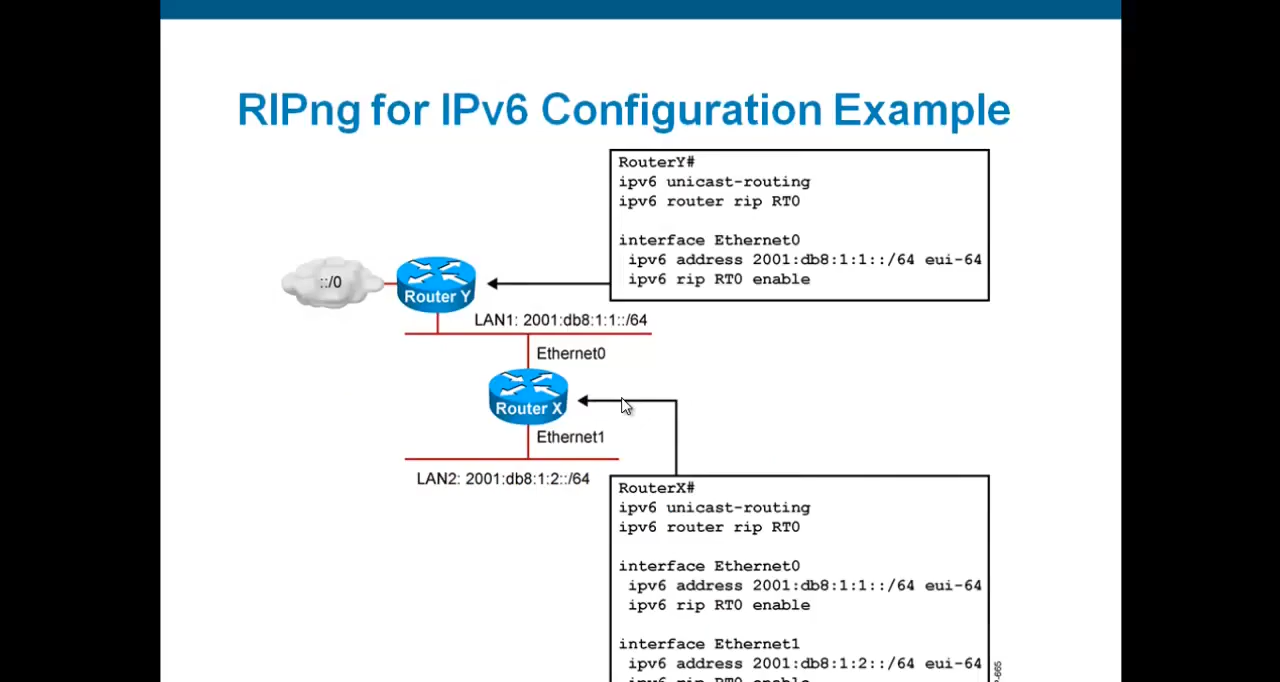 RIPng for IPv6 Configuration Example
RouterY#
ipv6 unicast-routing
ipv6 router rip RT0
interface Ethernet0
ipv6 address 2001:db8:1:1::/64 eui-64
ipv6 rip RT0 enable
::/0
Router Y
LAN1: 2001:db8:1:1::/64
Ethernet0
Router X
Ethernet1
LAN2: 2001:db8:1:2::/64
RouterX#
ipv6 unicast-routing
ipv6 router rip RT0
interface Ethernet0
ipv6 address 2001:db8:1:1::/64 eui-64
ipv6 rip RT0 enable
interface Ethernet1
ipv6 address 2001:db8:1:2::/64 eui-64
ipv6 rip RT0 enable